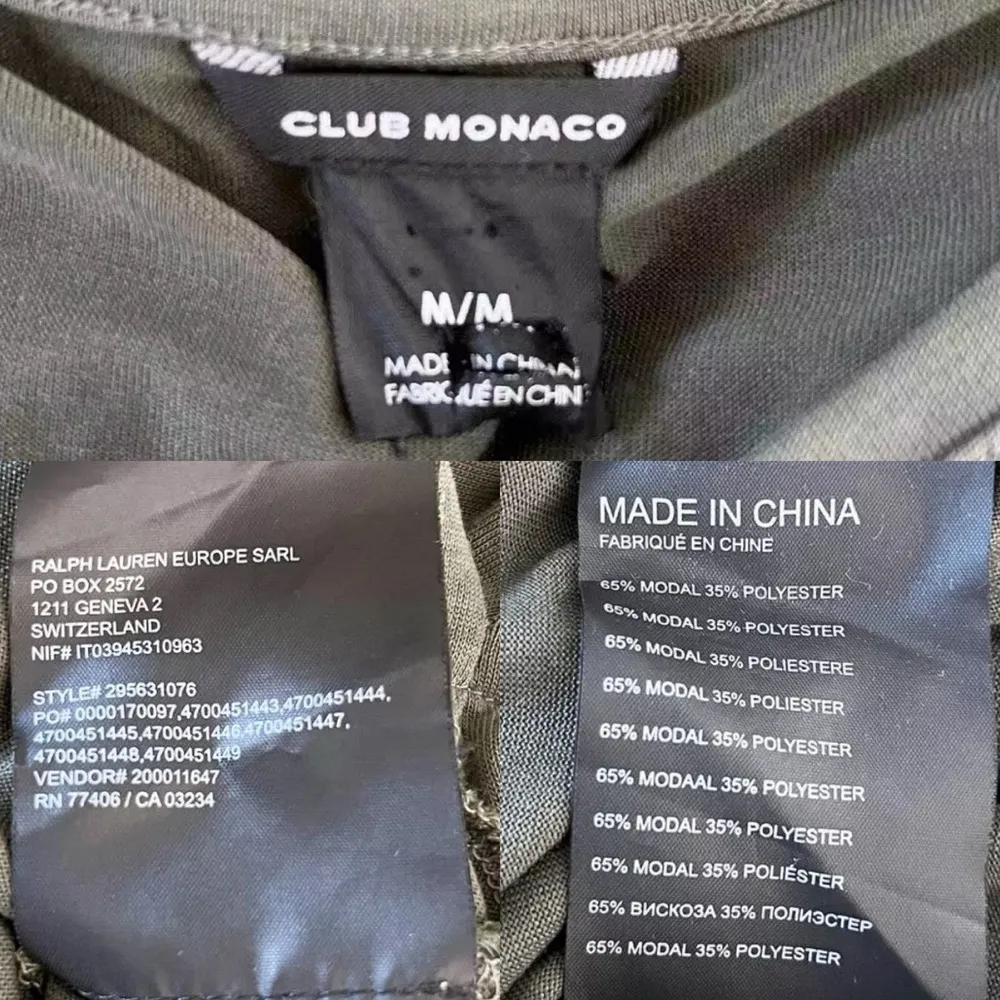 CLUB MONACO
M/M
MADE IN CHINA
FABRIQUÉ EN CHIN
RALPH LAUREN EUROPE SARL
PO BOX 2572
1211 GENEVA 2
SWITZERLAND
NIF# IT03945310963
STYLE# 295631076
PO# 0000170097,4700451443,4700451444,
4700451445,4700451446,4700451447,
4700451448,4700451449
VENDOR# 200011647
RN 77406 / CA 03234
MADE IN CHINA
FABRIQUÉ EN CHINE
65% MODAL 35% POLYESTER
65% MODAL 35% POLYESTER
65% MODAL 35% POLIESTERE
65% MODAL 35% POLJESTER
65% MODAL 35% POLYESTER
65% MODAAL 35% POLYESTER
65% MODAL 35% POLYESTER
65% MODAL 35% POLIÉSTER
65% ВИСКОЗА 35% ПОЛИЭСТЕР
65% MODAL 35% POLYESTER